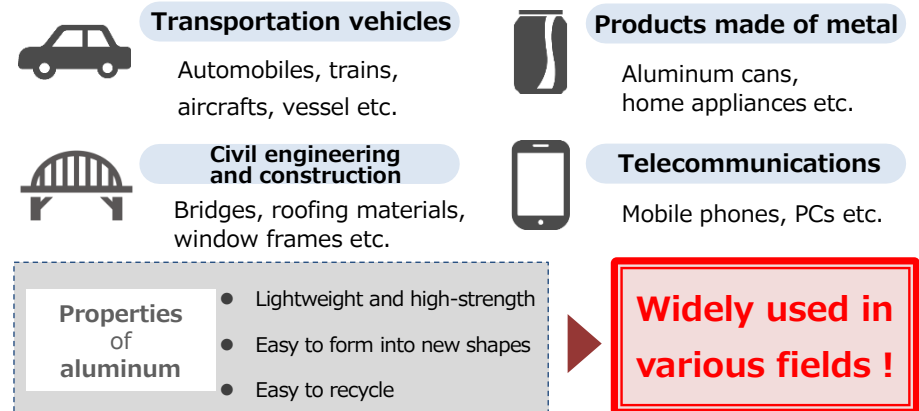 Transportation vehicles
Automobiles, trains,
aircrafts, vessel etc.
Products made of metal
Aluminum cans,
home appliances etc.
Civil engineering
and construction
Bridges, roofing materials,
window frames etc.
Telecommunications
Mobile phones, PCs etc.
Properties
of
aluminum
● Lightweight and high-strength
● Easy to form into new shapes
● Easy to recycle
Widely used in
various fields !